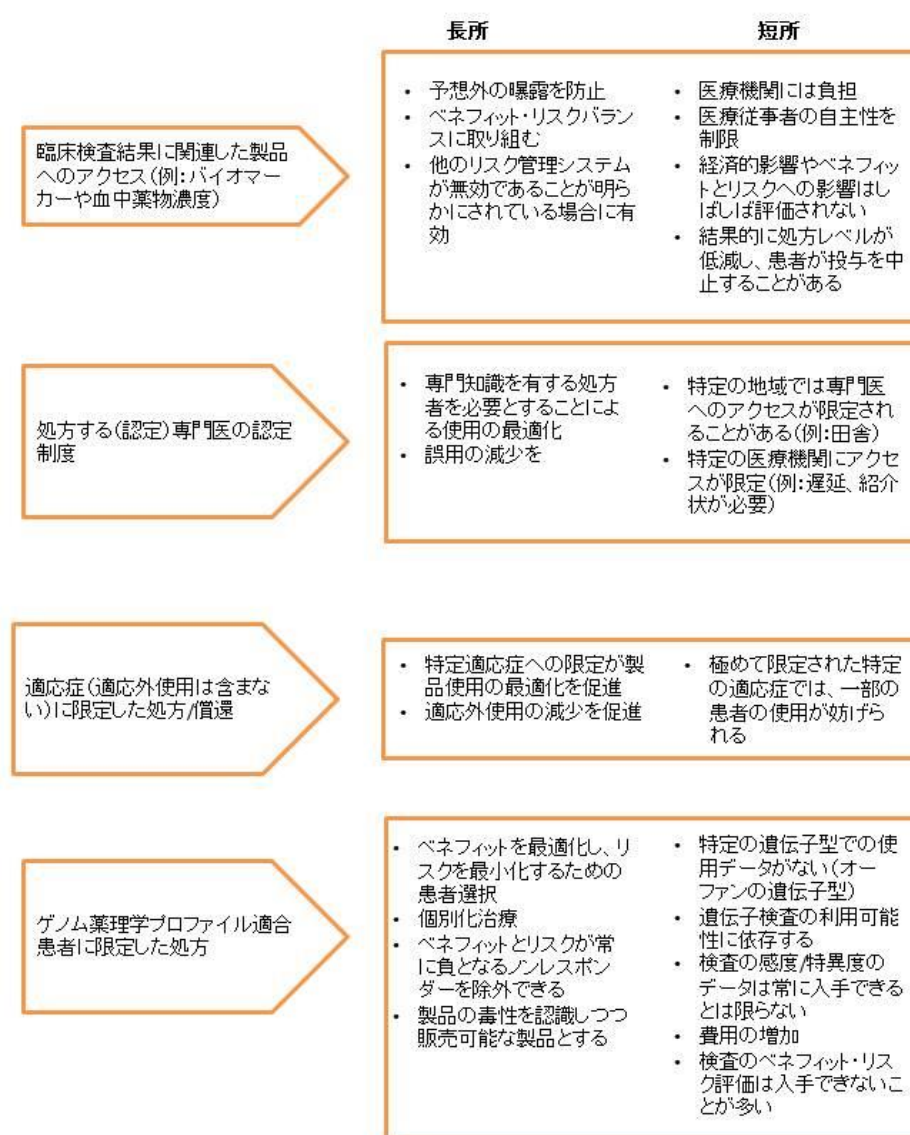 長所
短所
臨床検査結果に関連した製品
へのアクセス(例:バイオマー
カーや血中薬物濃度)
・ 予想外の曝露を防止
・ ベネフィット・リスクバラン
スに取り組む
・ 他のリスク管理システム
が無効であることが明ら
かにされている場合に有
効
・ 医療機関には負担
・ 医療従事者の自主性を
制限
・ 経済的影響やベネフィッ
トとリスクへの影響はし
ばしば評価されない
・ 結果的に処方レベルが
低減し、患者が投与を中
止することがある
処方する(認定)専門医の認定
制度
・ 専門知識を有する処方
者を必要とすることによ
る使用の最適化
・ 誤用の減少を
・ 特定の地域では専門医
へのアクセスが限定され
ることがある(例:田舎)
・ 特定の医療機関にアクセ
スが限定(例:遅延、紹介
状が必要)
適応症(適応外使用は含まな
い)に限定した処方/償還
・ 特定適応症への限定が製
品使用の最適化を促進
・ 適応外使用の減少を促進
・ 極めて限定された特定
の適応症では、一部の
患者の使用が妨げら
れる
ゲノム薬理学プロファイル適合
患者に限定した処方
・ ベネフィットを最適化し、リ
スクを最小化するための
患者選択
・ 個別化治療
・ ベネフィットとリスクが常
に負となるノンレスポン
ダーを除外できる
・ 製品の毒性を認識しつつ
販売可能な製品とする
・ 特定の遺伝子型での使
用データがない(オー
ファンの遺伝子型)
・ 遺伝子検査の利用可能
性に依存する
・ 検査の感度/特異度の
データは常に入手できる
とは限らない
・ 費用の増加
・ 検査のベネフィット・リス
ク評価は入手できないこ
とが多い